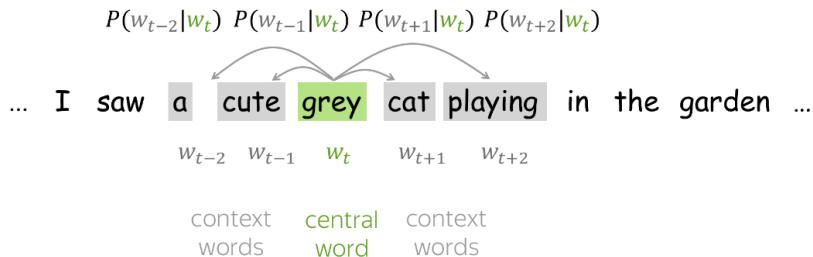 P(w_{t-2}|w_t) P(w_{t-1}|w_t) P(w_{t+1}|w_t) P(w_{t+2}|w_t)
... I saw a cute grey cat playing in the garden ...
w_{t-2} w_{t-1} w_t w_{t+1} w_{t+2}
context central context
words word words